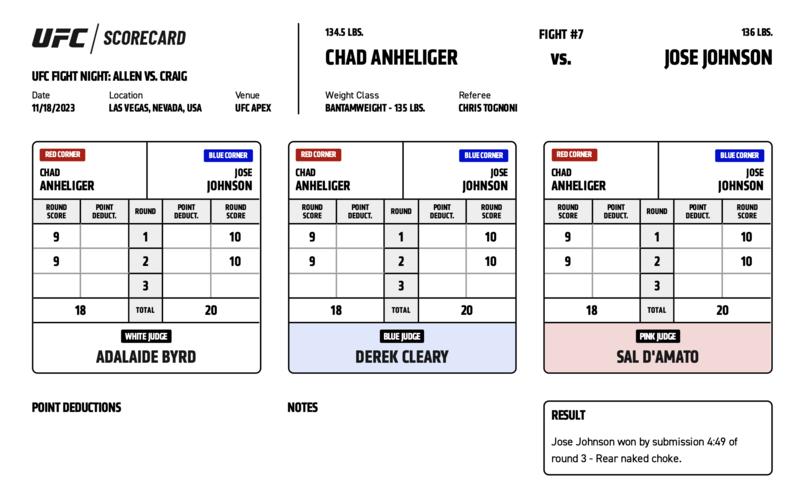 UFC / SCORECARD
UFC FIGHT NIGHT: ALLEN VS. CRAIG
Date Location Venue
11/18/2023 LAS VEGAS, NEVADA, USA UFC APEX
134.5 LBS. FIGHT #7 136 LBS.
CHAD ANHELIGER VS. JOSE JOHNSON
Weight Class Referee
BANTAMWEIGHT - 135 LBS. CHRIS TOGNONI
RED CORNER BLUE CORNER
CHAD JOSE
ANHELIGER JOHNSON
ROUND SCORE POINT DEDUCT. ROUND POINT DEDUCT. ROUND SCORE
9 1 10
9 2 10
3
18 TOTAL 20
WHITE JUDGE
ADALAIDE BYRD
RED CORNER BLUE CORNER
CHAD JOSE
ANHELIGER JOHNSON
ROUND SCORE POINT DEDUCT. ROUND POINT DEDUCT. ROUND SCORE
9 1 10
9 2 10
3
18 TOTAL 20
BLUE JUDGE
DEREK CLEARY
RED CORNER BLUE CORNER
CHAD JOSE
ANHELIGER JOHNSON
ROUND SCORE POINT DEDUCT. ROUND POINT DEDUCT. ROUND SCORE
9 1 10
9 2 10
3
18 TOTAL 20
PINK JUDGE
SAL D'AMATO
POINT DEDUCTIONS
NOTES
RESULT
Jose Johnson won by submission 4:49 of
round 3 - Rear naked choke.